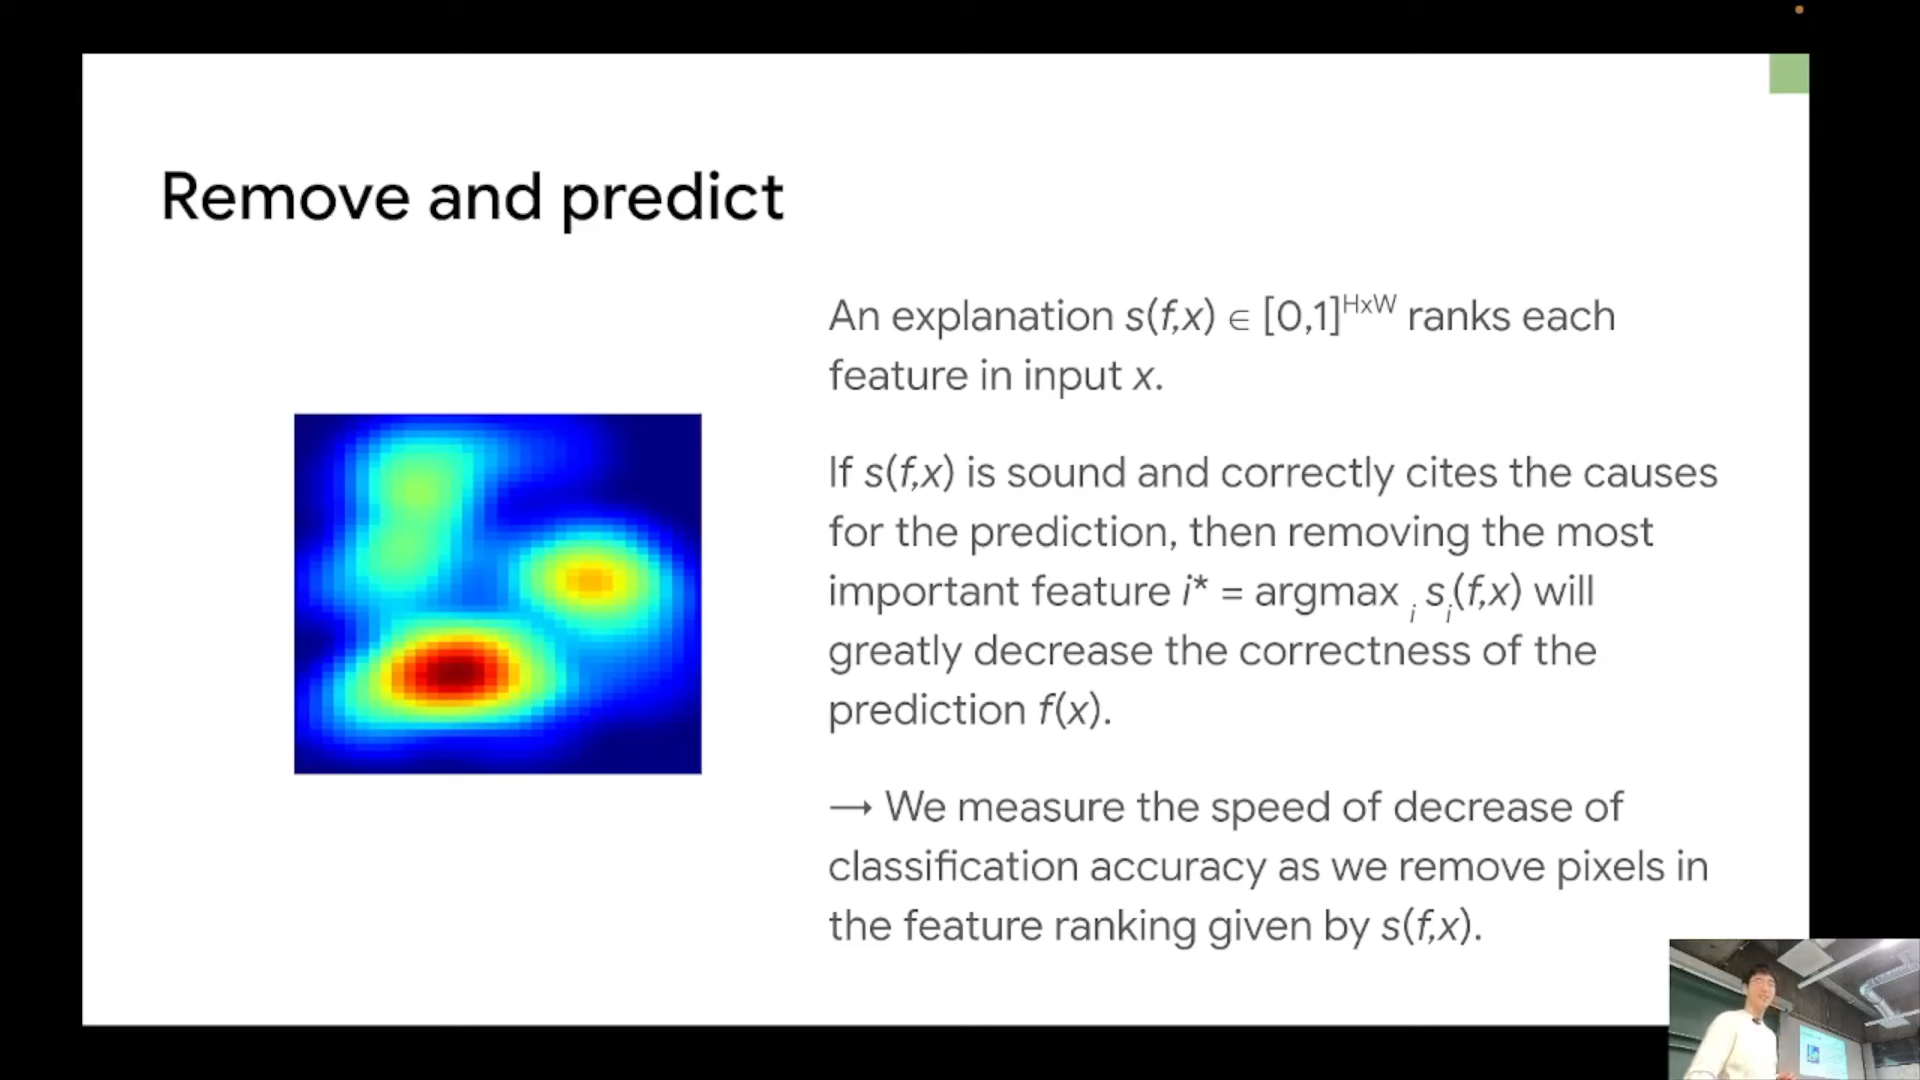 Remove and predict
An explanation s(f,x) ∈ [0,1]^HxW ranks each
feature in input x.
If s(f,x) is sound and correctly cites the causes
for the prediction, then removing the most
important feature i* = argmax _i s_i(f,x) will
greatly decrease the correctness of the
prediction f(x).
→ We measure the speed of decrease of
classification accuracy as we remove pixels in
the feature ranking given by s(f,x).